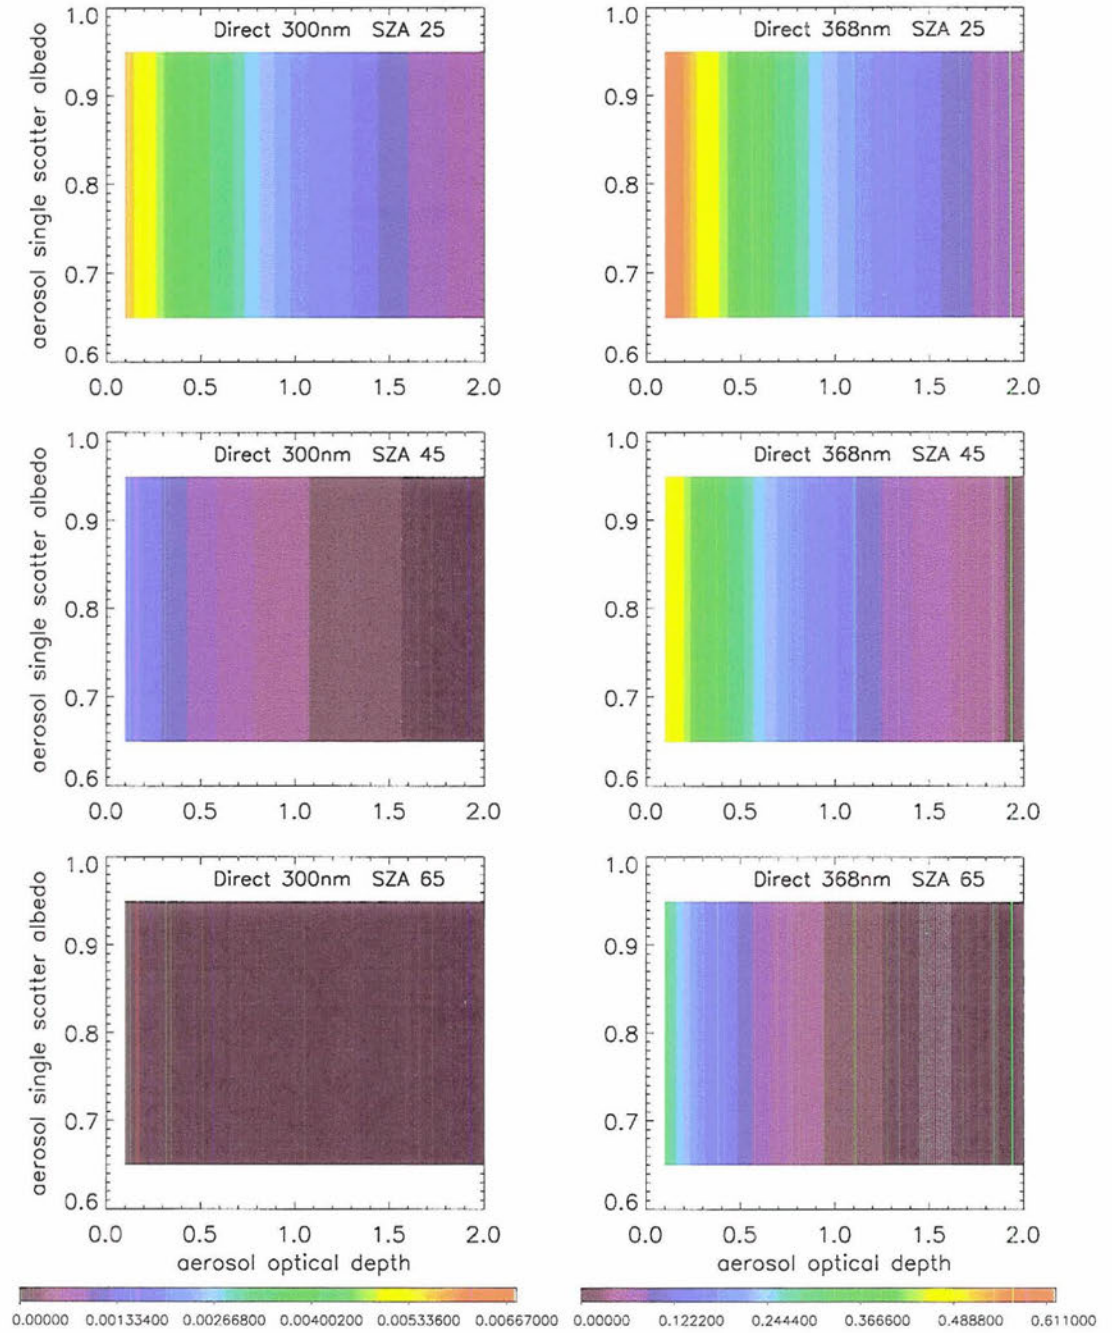 Direct 300nm SZA 25
aerosol single scatter albedo
1.0
0.9
0.8
0.7
0.6
0.0 0.5 1.0 1.5 2.0
Direct 368nm SZA 25
1.0
0.9
0.8
0.7
0.6
0.0 0.5 1.0 1.5 2.0
Direct 300nm SZA 45
aerosol single scatter albedo
1.0
0.9
0.8
0.7
0.6
0.0 0.5 1.0 1.5 2.0
Direct 368nm SZA 45
1.0
0.9
0.8
0.7
0.6
0.0 0.5 1.0 1.5 2.0
Direct 300nm SZA 65
aerosol single scatter albedo
1.0
0.9
0.8
0.7
0.6
0.0 0.5 1.0 1.5 2.0
aerosol optical depth
Direct 368nm SZA 65
1.0
0.9
0.8
0.7
0.6
0.0 0.5 1.0 1.5 2.0
aerosol optical depth
0.00000 0.00133400 0.00266800 0.00400200 0.00533600 0.00667000
0.00000 0.122200 0.244400 0.366600 0.488800 0.611000